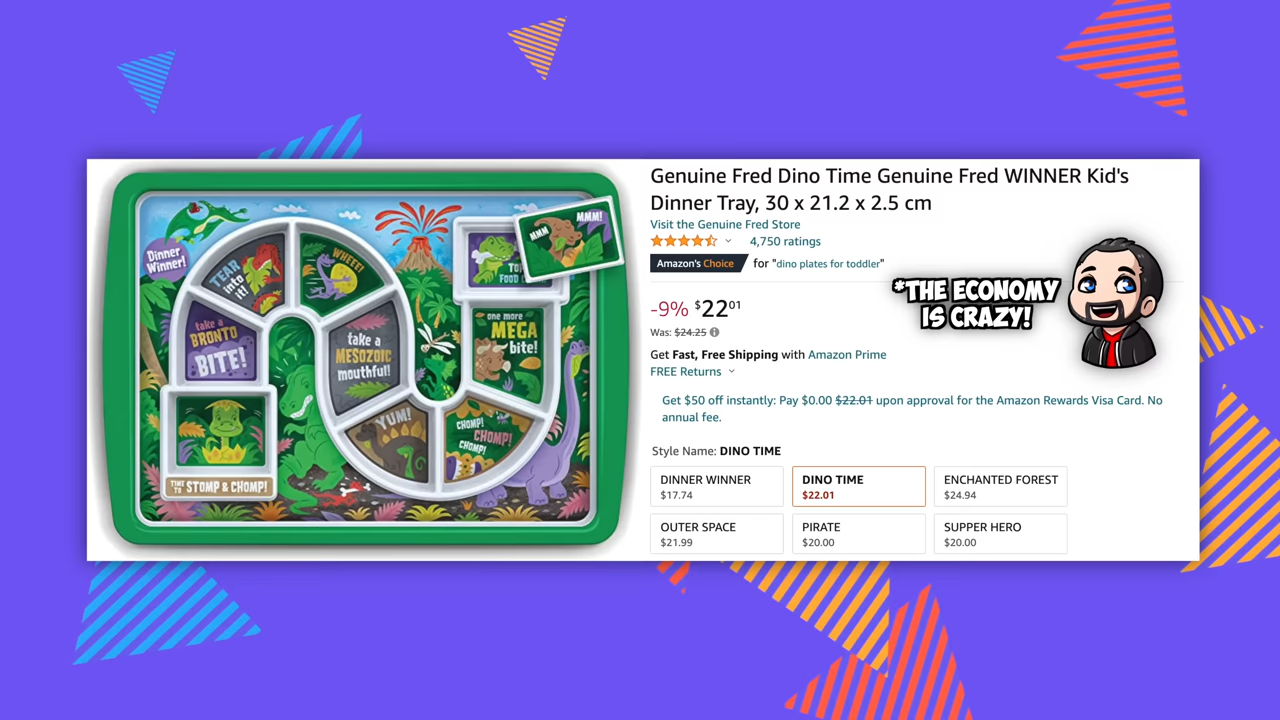 Dinner
Winner!
TEAR
into
it!
WHEEE!
MMM
MMM!
take a
BRONTO
BITE!
take a
MESOZOIC
mouthful!
one more
MEGA
bite!
YUM!
CHOMP!
CHOMP!
CHOMP!
TIME
TO STOMP & CHOMP!
Genuine Fred Dino Time Genuine Fred WINNER Kid's
Dinner Tray, 30 x 21.2 x 2.5 cm
Visit the Genuine Fred Store
4,750 ratings
Amazon's Choice for "dino plates for toddler"
-9% $22 01
Was: $24.25
Get Fast, Free Shipping with Amazon Prime
FREE Returns
Get $50 off instantly: Pay $0.00 $22.01 upon approval for the Amazon Rewards Visa Card. No
annual fee.
Style Name: DINO TIME
DINNER WINNER
$17.74
DINO TIME
$22.01
ENCHANTED FOREST
$24.94
OUTER SPACE
$21.99
PIRATE
$20.00
SUPPER HERO
$20.00
*THE ECONOMY
IS CRAZY!